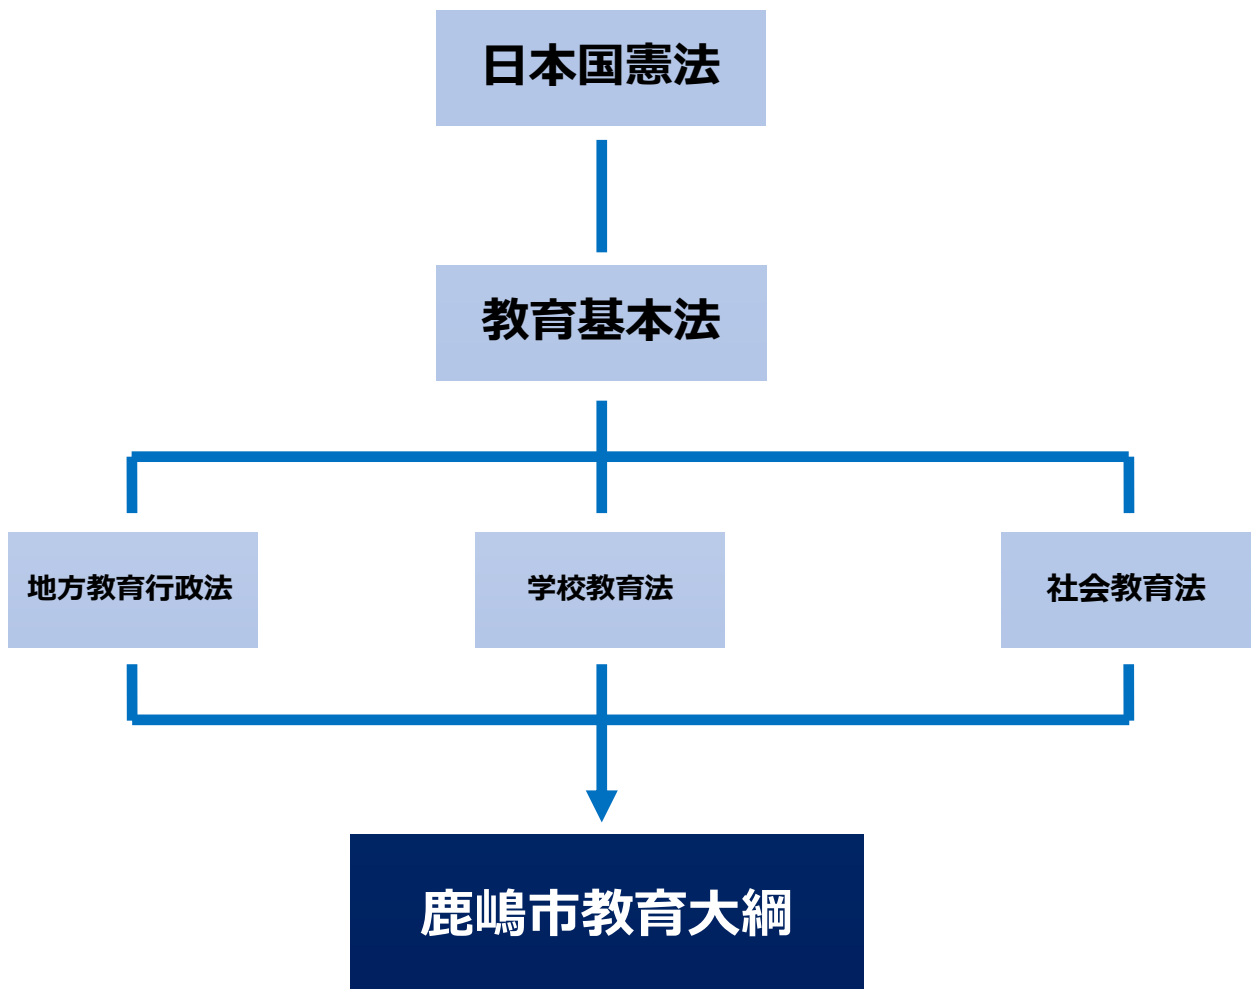 日本国憲法
教育基本法
地方教育行政法
学校教育法
社会教育法
鹿嶋市教育大綱